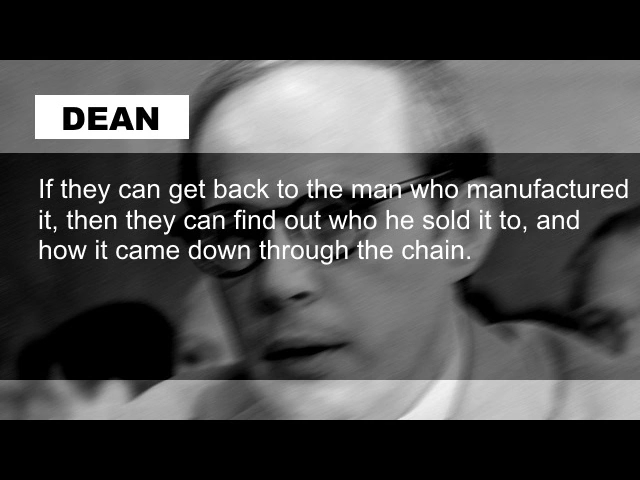 DEAN
If they can get back to the man who manufactured
it, then they can find out who he sold it to, and
how it came down through the chain.